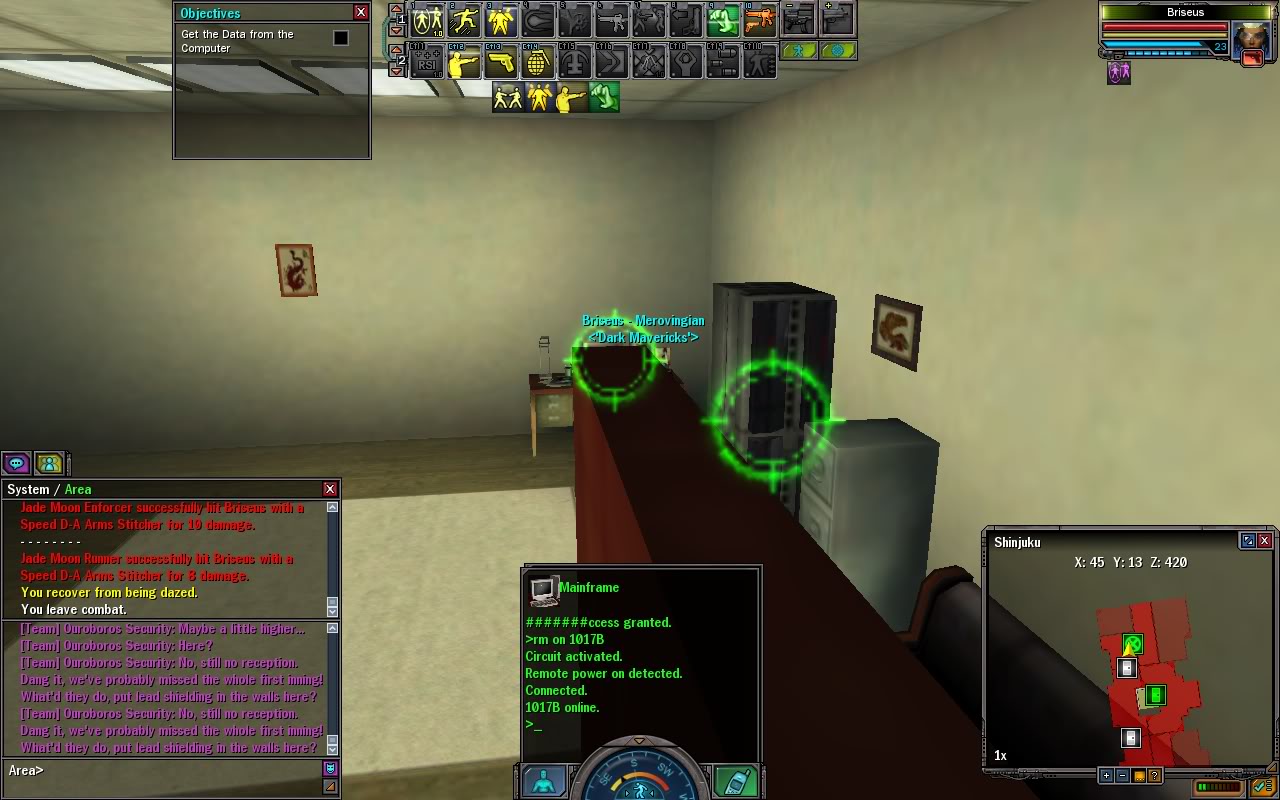 Objectives
Get the Data from the
Computer
1
2
RSI
1.0
Briseus
23
Briseus - Merovingian
<'Dark Mavericks'>
System / Area
Jade Moon Enforcer successfully hit Briseus with a
Speed D-A Arms Stitcher for 10 damage.
- - - - - - - -
Jade Moon Runner successfully hit Briseus with a
Speed D-A Arms Stitcher for 8 damage.
You recover from being dazed.
You leave combat.
[Team] Ouroboros Security: Maybe a little higher...
[Team] Ouroboros Security: Here?
[Team] Ouroboros Security: No, still no reception.
Dang it, we've probably missed the whole first inning!
What'd they do, put lead shielding in the walls here?
[Team] Ouroboros Security: No, still no reception.
Dang it, we've probably missed the whole first inning!
What'd they do, put lead shielding in the walls here?
Area>
Mainframe
#######ccess granted.
>rm on 1017B
Circuit activated.
Remote power on detected.
Connected.
1017B online.
>_
SE S SW
Shinjuku
X: 45 Y: 13 Z: 420
1x